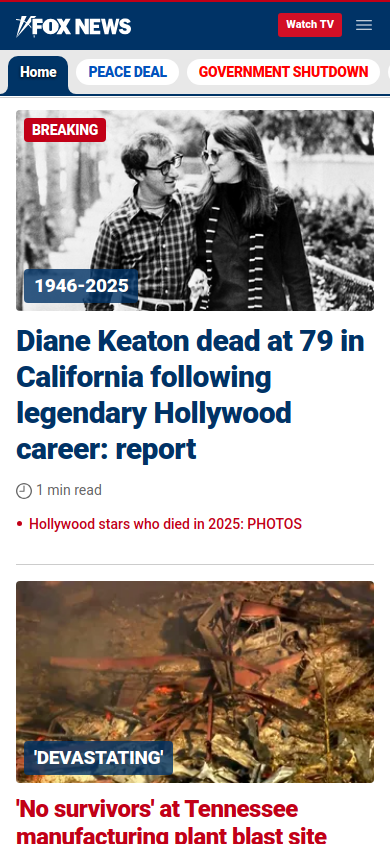 FOX NEWS
Watch TV
Home
PEACE DEAL
GOVERNMENT SHUTDOWN
BREAKING
1946-2025
Diane Keaton dead at 79 in
California following
legendary Hollywood
career: report
1 min read
• Hollywood stars who died in 2025: PHOTOS
'DEVASTATING'
'No survivors' at Tennessee
manufacturing plant blast site